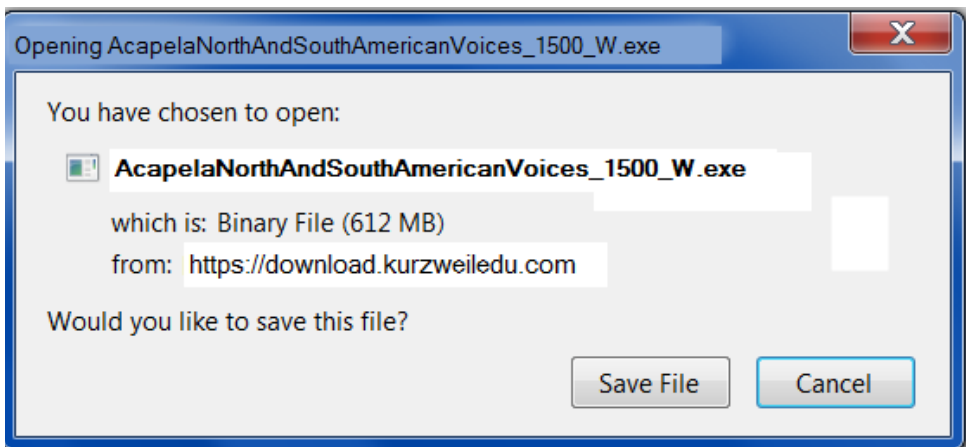 Opening AcapelaNorthAndSouthAmericanVoices_1500_W.exe
X
You have chosen to open:
AcapelaNorthAndSouthAmericanVoices_1500_W.exe
which is: Binary File (612 MB)
from: https://download.kurzweiledu.com
Would you like to save this file?
Save File Cancel